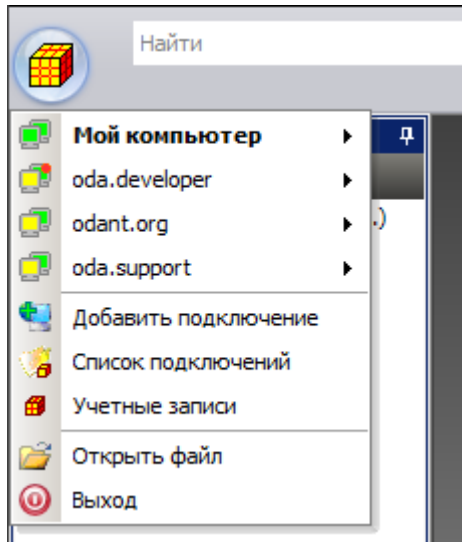 Найти
Мой компьютер
oda.developer
odant.org
.)
oda.support
Добавить подключение
Список подключений
Учетные записи
Открыть файл
Выход